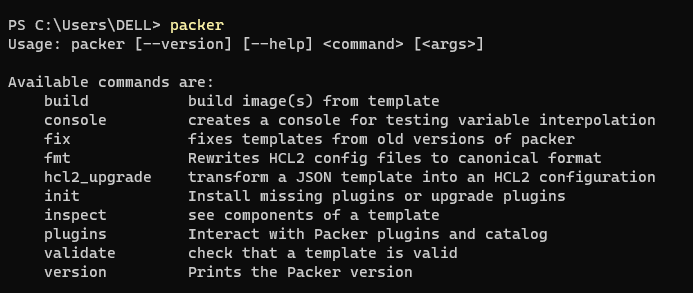 PS C:\Users\DELL> packer
Usage: packer [--version] [--help] <command> [<args>]

Available commands are:
    build           build image(s) from template
    console         creates a console for testing variable interpolation
    fix             fixes templates from old versions of packer
    fmt             Rewrites HCL2 config files to canonical format
    hcl2_upgrade    transform a JSON template into an HCL2 configuration
    init            Install missing plugins or upgrade plugins
    inspect         see components of a template
    plugins         Interact with Packer plugins and catalog
    validate        check that a template is valid
    version         Prints the Packer version